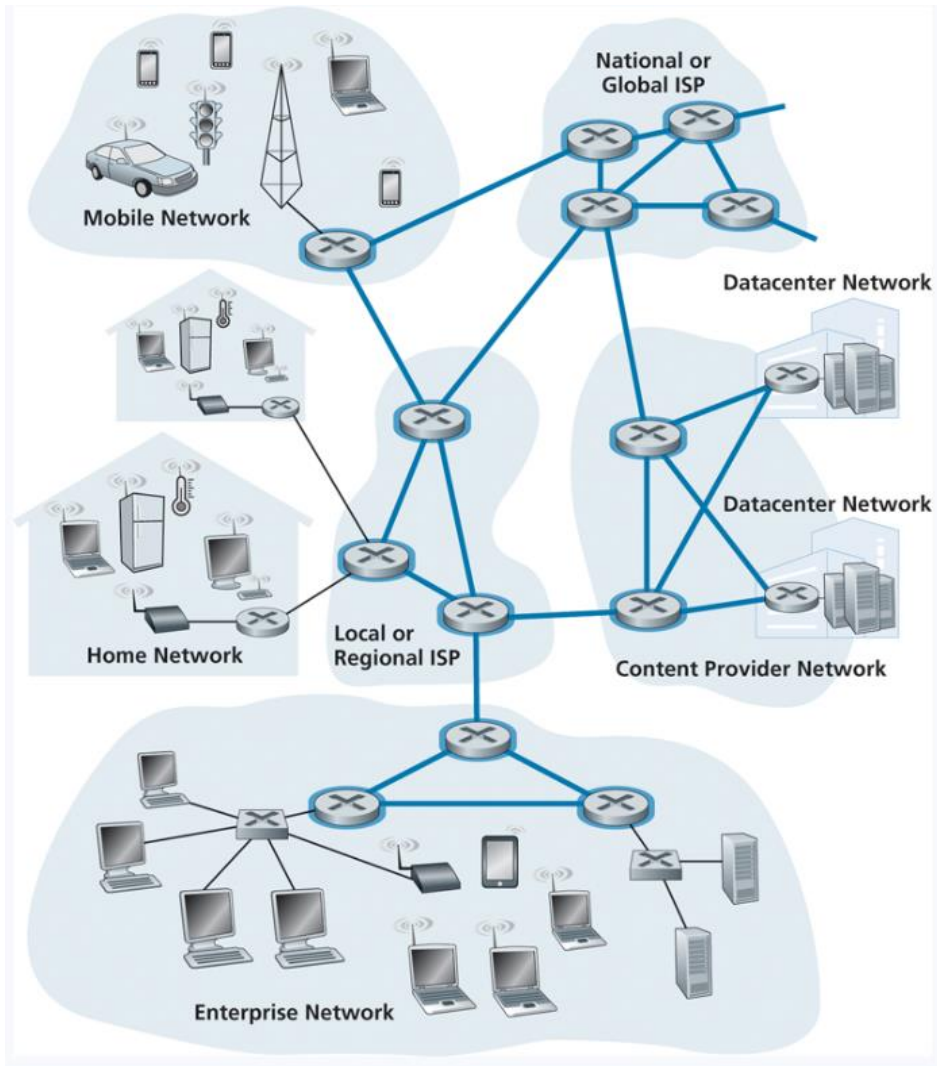 National or
Global ISP
Mobile Network
Datacenter Network
Datacenter Network
Local or
Regional ISP
Home Network
Content Provider Network
Enterprise Network